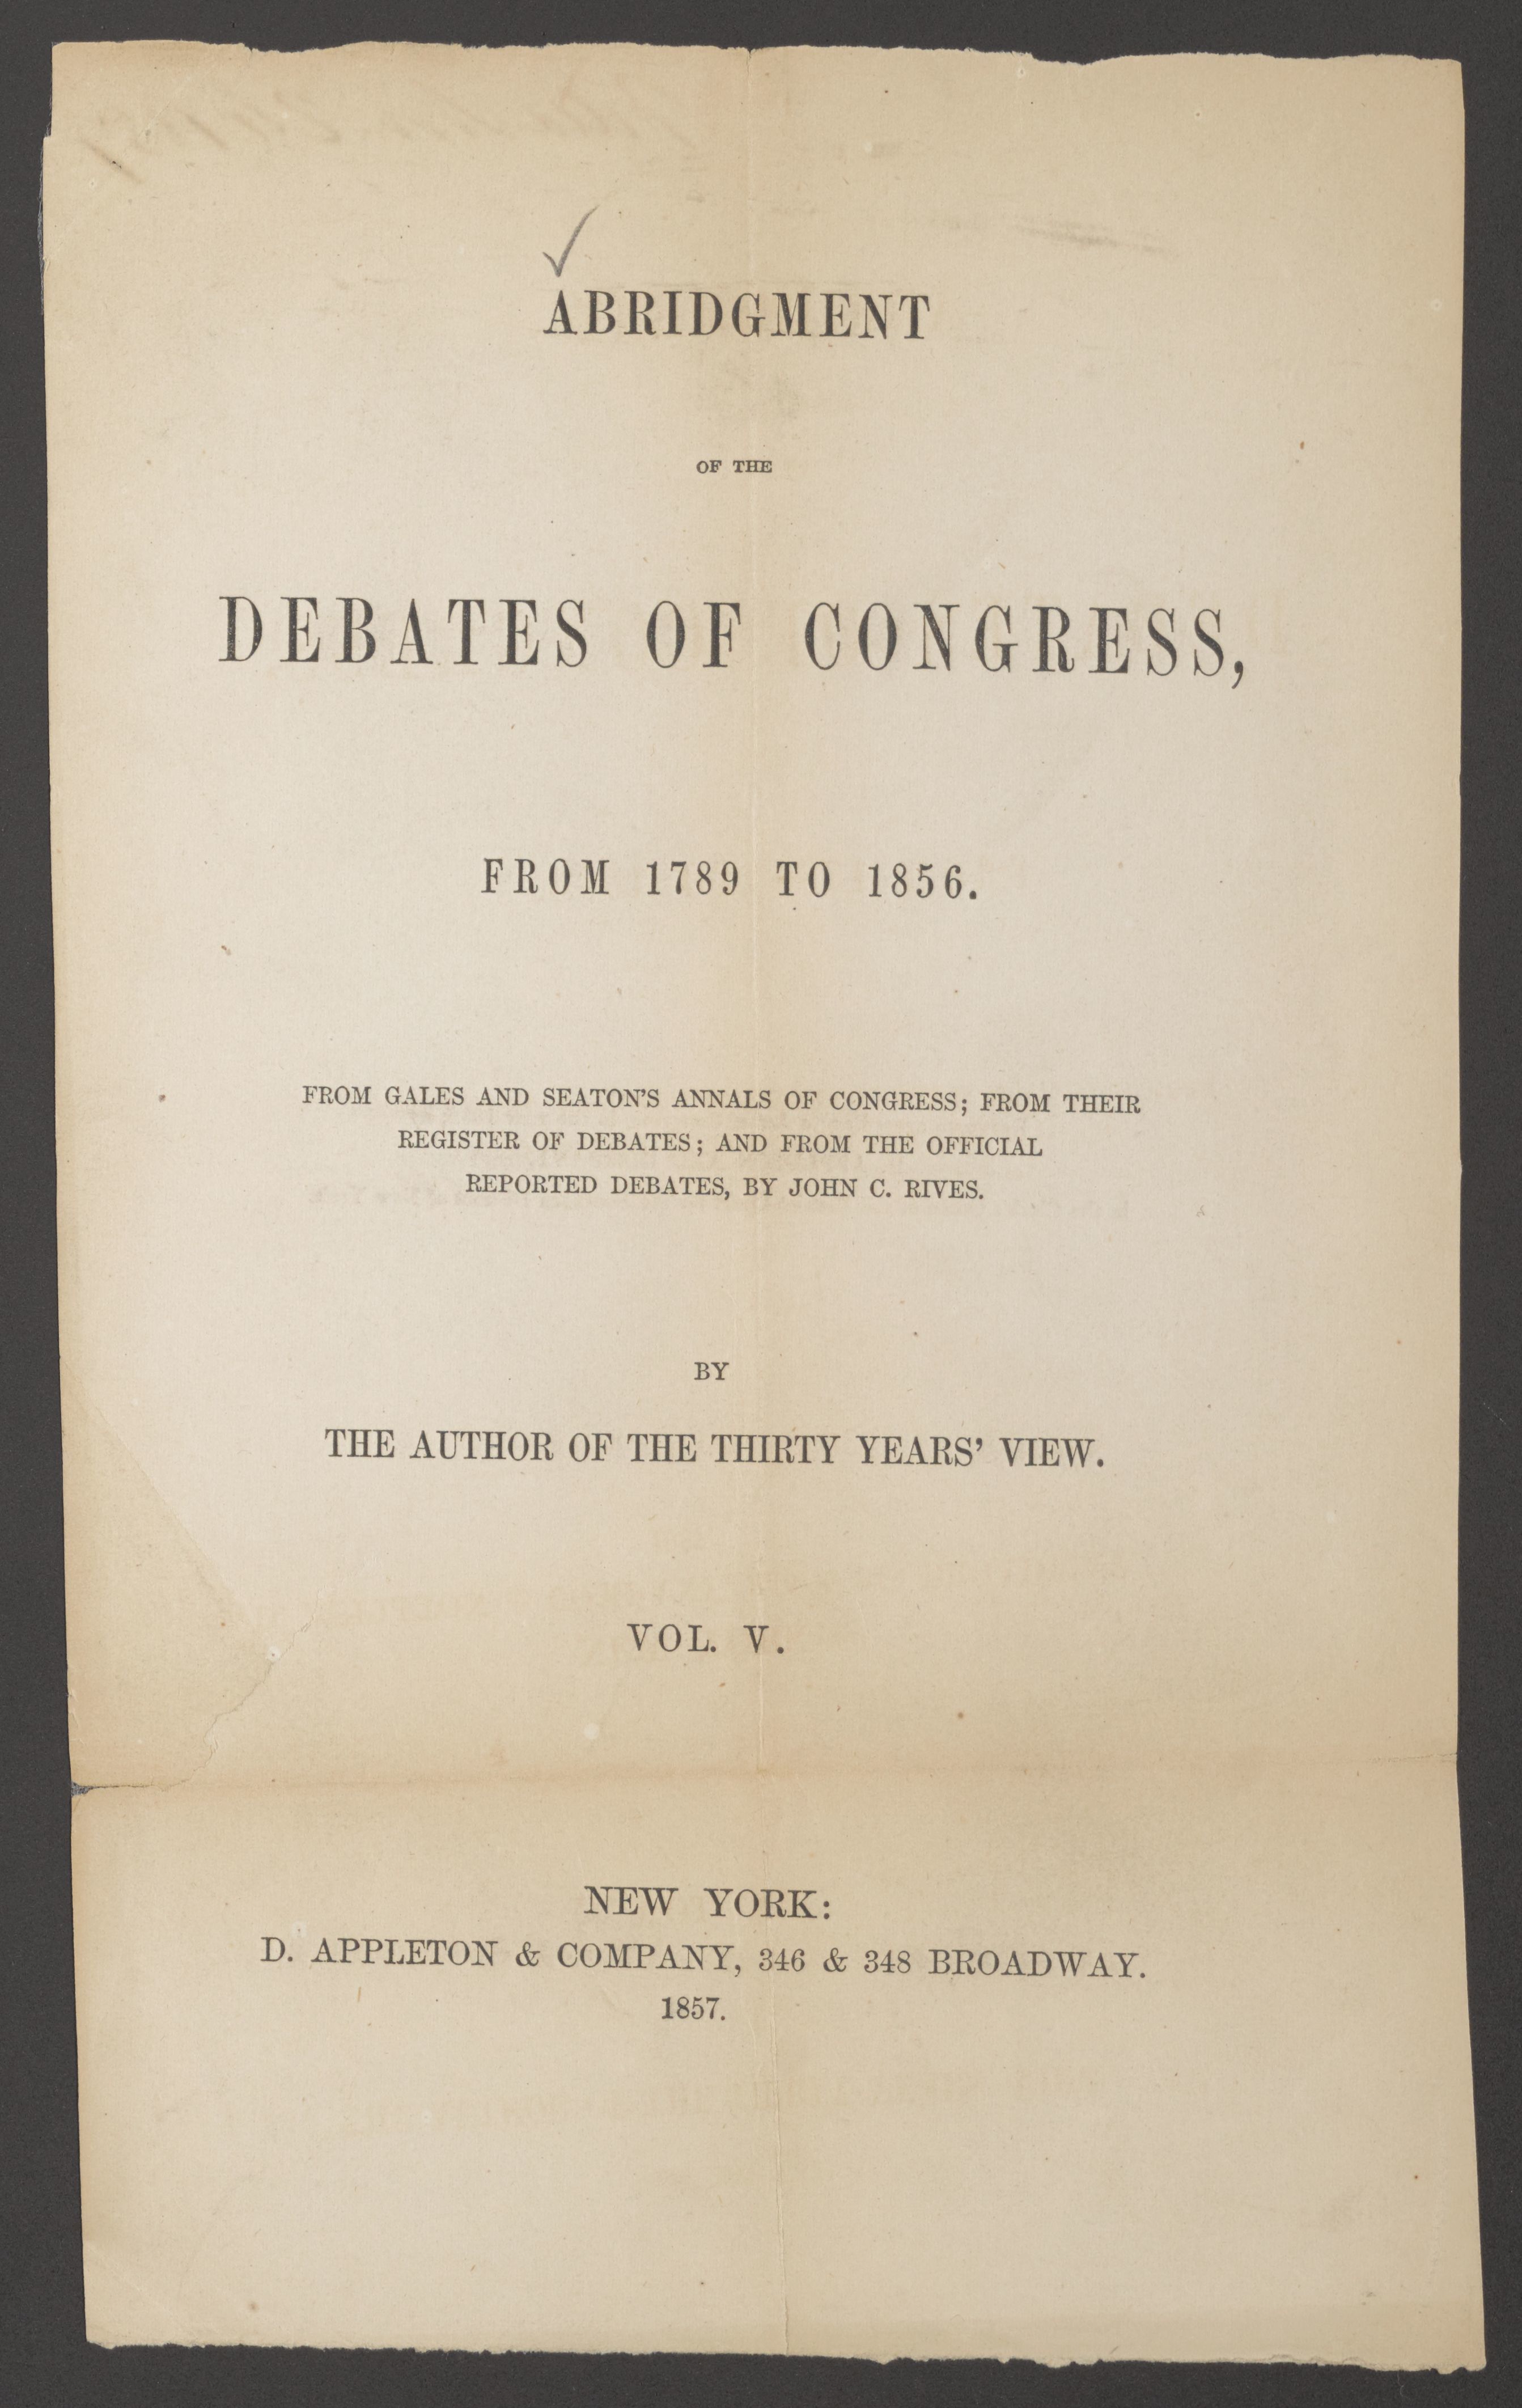 ABRIDGMENT
OF THE
DEBATES OF CONGRESS,
FROM 1789 TO 1856.
FROM GALES AND SEATON'S ANNALS OF CONGRESS; FROM THEIR
REGISTER OF DEBATES; AND FROM THE OFFICIAL
REPORTED DEBATES, BY JOHN C. RIVES.
BY
THE AUTHOR OF THE THIRTY YEARS' VIEW.
VOL. V.
NEW YORK:
D. APPLETON & COMPANY, 346 & 348 BROADWAY.
1857.